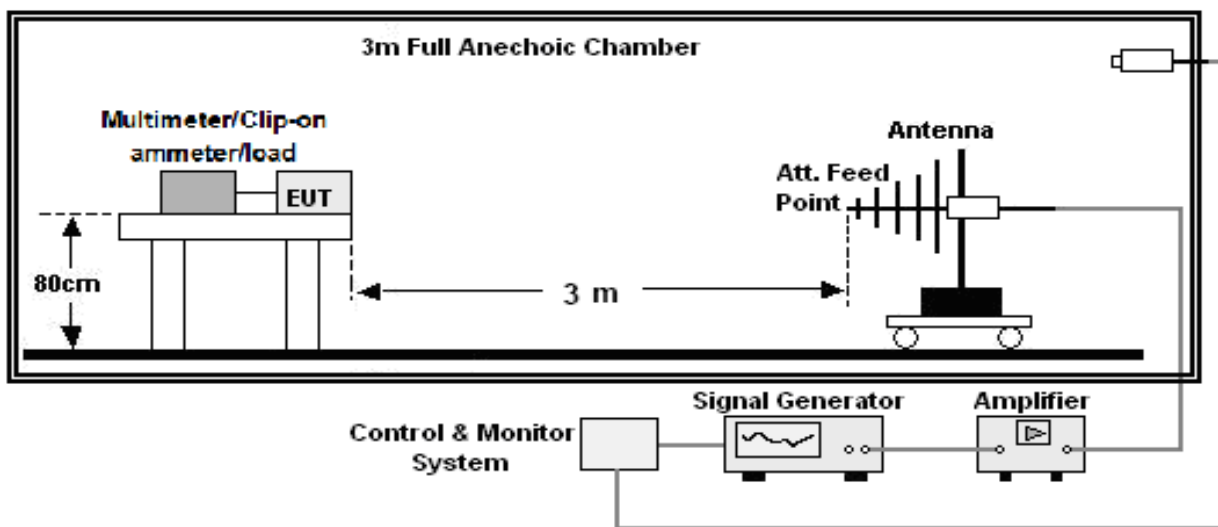 3m Full Anechoic Chamber
Multimeter/Clip-on
ammeter/load
EUT
80cm
3 m
Antenna
Att. Feed
Point
Signal Generator
Amplifier
Control & Monitor
System